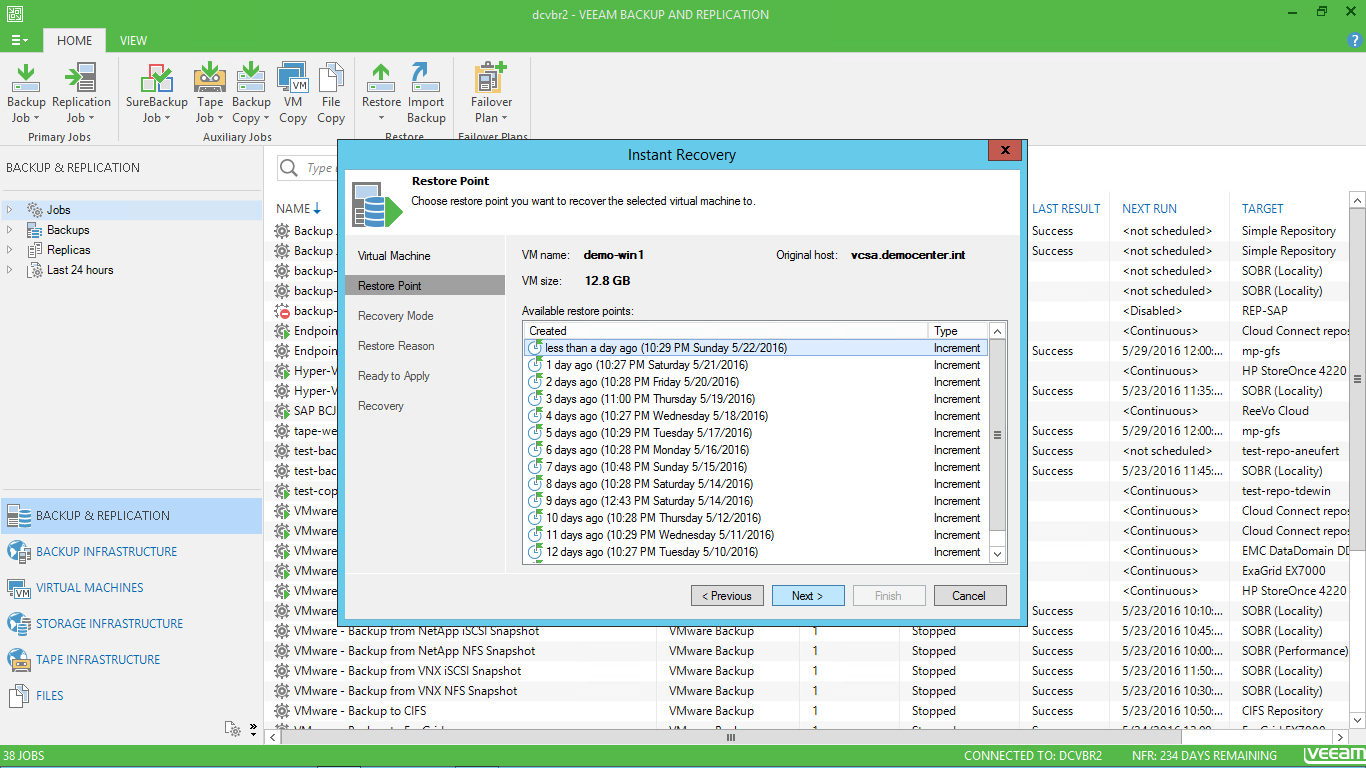 dcvbr2 - VEEAM BACKUP AND REPLICATION
HOME VIEW
Backup Job
Replication Job
SureBackup Job
Tape Job
Backup Copy
VM Copy
File Copy
Restore
Import Backup
Failover Plan
Primary Jobs
Auxiliary Jobs
Restore
Failover Plans
BACKUP & REPLICATION
Jobs
Backups
Replicas
Last 24 hours
BACKUP & REPLICATION
BACKUP INFRASTRUCTURE
VIRTUAL MACHINES
STORAGE INFRASTRUCTURE
TAPE INFRASTRUCTURE
FILES
Type
NAME LAST RESULT NEXT RUN TARGET
Backup Success <not scheduled> Simple Repository
Backup Success <not scheduled> Simple Repository
backup- <not scheduled> SOBR (Locality)
backup- <not scheduled> SOBR (Locality)
backup- <Disabled> REP-SAP
Endpoin <Continuous> Cloud Connect repos
Endpoin Success 5/29/2016 12:00:... mp-gfs
Hyper-V <Continuous> HP StoreOnce 4220
Hyper-V Success 5/23/2016 11:35:... SOBR (Locality)
SAP BCJ <Continuous> ReeVo Cloud
tape-we Success 5/29/2016 12:00:... mp-gfs
test-bac Success <not scheduled> test-repo-aneufert
test-bac Success 5/23/2016 11:45:... SOBR (Locality)
test-cop <Continuous> test-repo-tdewin
VMware <Continuous> Cloud Connect repos
VMware <Continuous> Cloud Connect repos
VMware <Continuous> EMC DataDomain DD
VMware <Continuous> ExaGrid EX7000
VMware <Continuous> HP StoreOnce 4220
VMware Success 5/23/2016 10:10:... SOBR (Locality)
VMware - Backup from NetApp iSCSI Snapshot VMware Backup 1 Stopped Success 5/23/2016 10:45:... SOBR (Locality)
VMware - Backup from NetApp NFS Snapshot VMware Backup 1 Stopped Success 5/23/2016 10:00:... SOBR (Performance)
VMware - Backup from VNX iSCSI Snapshot VMware Backup 1 Stopped Success 5/23/2016 11:50:... SOBR (Locality)
VMware - Backup from VNX NFS Snapshot VMware Backup 1 Stopped Success 5/23/2016 10:30:... SOBR (Locality)
VMware - Backup to CIFS VMware Backup 1 Stopped Success 5/23/2016 10:50:... CIFS Repository
Instant Recovery
Restore Point
Choose restore point you want to recover the selected virtual machine to.
Virtual Machine
Restore Point
Recovery Mode
Restore Reason
Ready to Apply
Recovery
VM name: demo-win1 Original host: vcsa.democenter.int
VM size: 12.8 GB
Available restore points:
Created Type
less than a day ago (10:29 PM Sunday 5/22/2016) Increment
1 day ago (10:27 PM Saturday 5/21/2016) Increment
2 days ago (10:28 PM Friday 5/20/2016) Increment
3 days ago (11:00 PM Thursday 5/19/2016) Increment
4 days ago (10:27 PM Wednesday 5/18/2016) Increment
5 days ago (10:29 PM Tuesday 5/17/2016) Increment
6 days ago (10:28 PM Monday 5/16/2016) Increment
7 days ago (10:48 PM Sunday 5/15/2016) Increment
8 days ago (10:28 PM Saturday 5/14/2016) Increment
9 days ago (12:43 PM Saturday 5/14/2016) Increment
10 days ago (10:28 PM Thursday 5/12/2016) Increment
11 days ago (10:29 PM Wednesday 5/11/2016) Increment
12 days ago (10:27 PM Tuesday 5/10/2016) Increment
< Previous Next > Finish Cancel
38 JOBS CONNECTED TO: DCVBR2 NFR: 234 DAYS REMAINING veeam